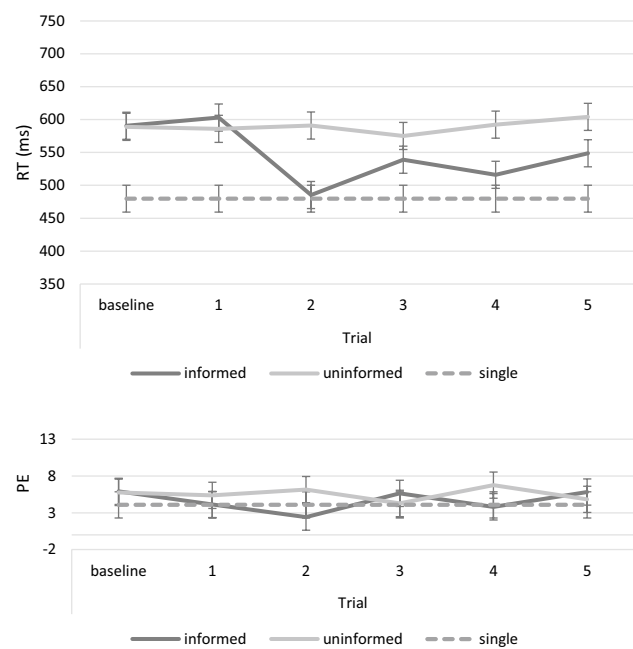 750
700
650
600
550
500
450
400
350
RT (ms)
baseline 1 2 3 4 5
Trial
informed uninformed single
13
8
3
-2
PE
baseline 1 2 3 4 5
Trial
informed uninformed single